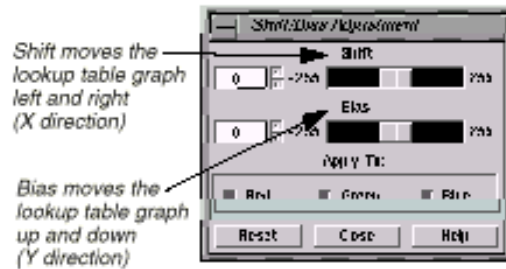 Shift/Bias Adjustment
Shift moves the
lookup table graph
left and right
(X direction)
Shift
0 -255 255
Bias
0 -255 255
Apply To:
Bias moves the
lookup table graph
up and down
(Y direction)
Red Green Blue
Reset Close Help